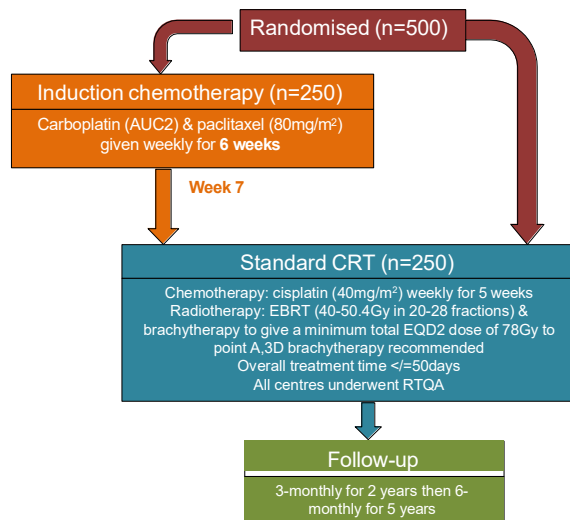 Randomised (n=500)
Induction chemotherapy (n=250)
Carboplatin (AUC2) & paclitaxel (80mg/m²)
given weekly for 6 weeks
Week 7
Standard CRT (n=250)
Chemotherapy: cisplatin (40mg/m²) weekly for 5 weeks
Radiotherapy: EBRT (40-50.4Gy in 20-28 fractions) &
brachytherapy to give a minimum total EQD2 dose of 78Gy to
point A,3D brachytherapy recommended
Overall treatment time </=50days
All centres underwent RTQA
Follow-up
3-monthly for 2 years then 6-
monthly for 5 years